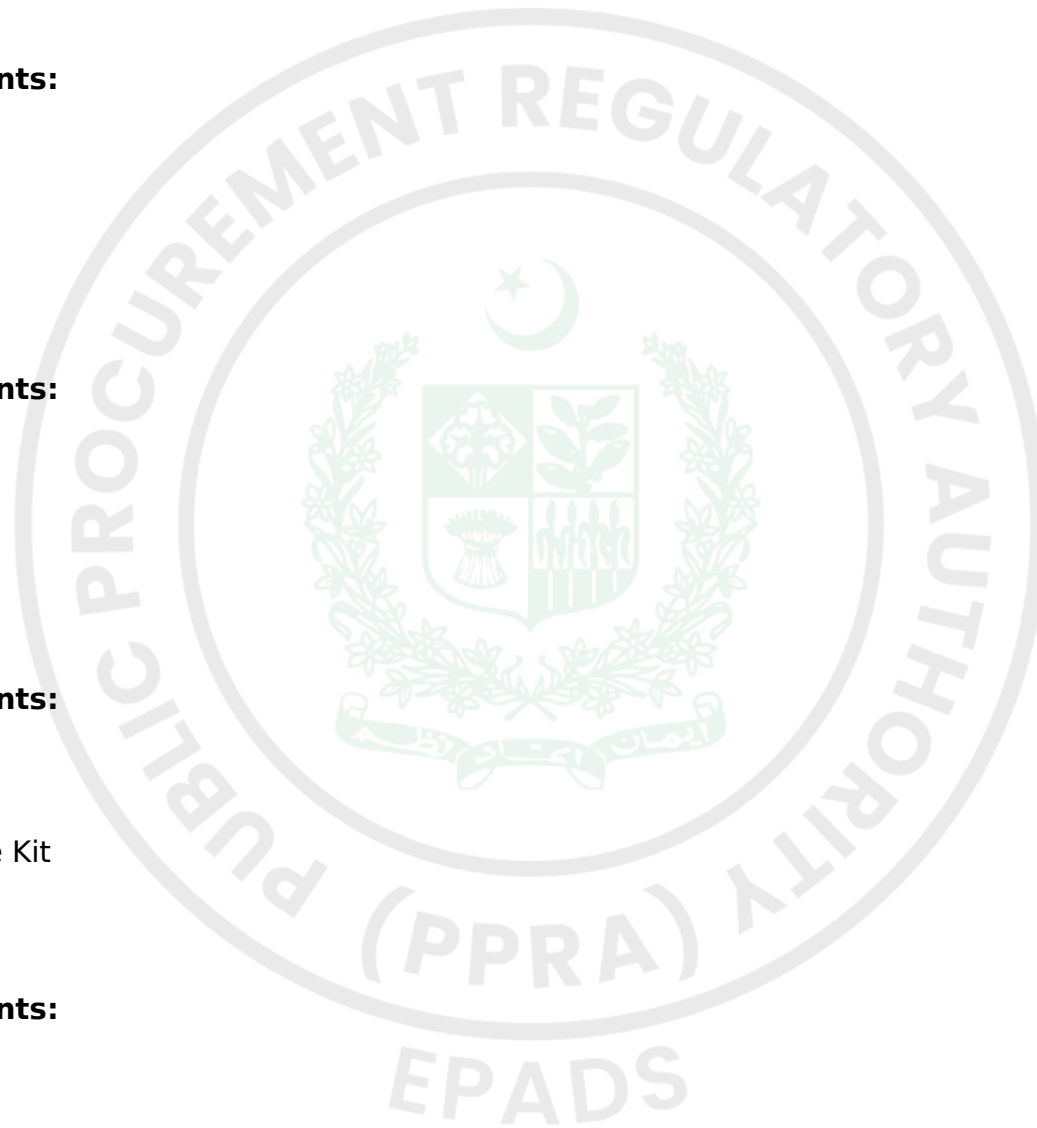 nts:
nts:
nts:
e Kit
nts:
PUBLIC PROCUREMENT REGULATORY AUTHORITY
(PPRA)
EPADS